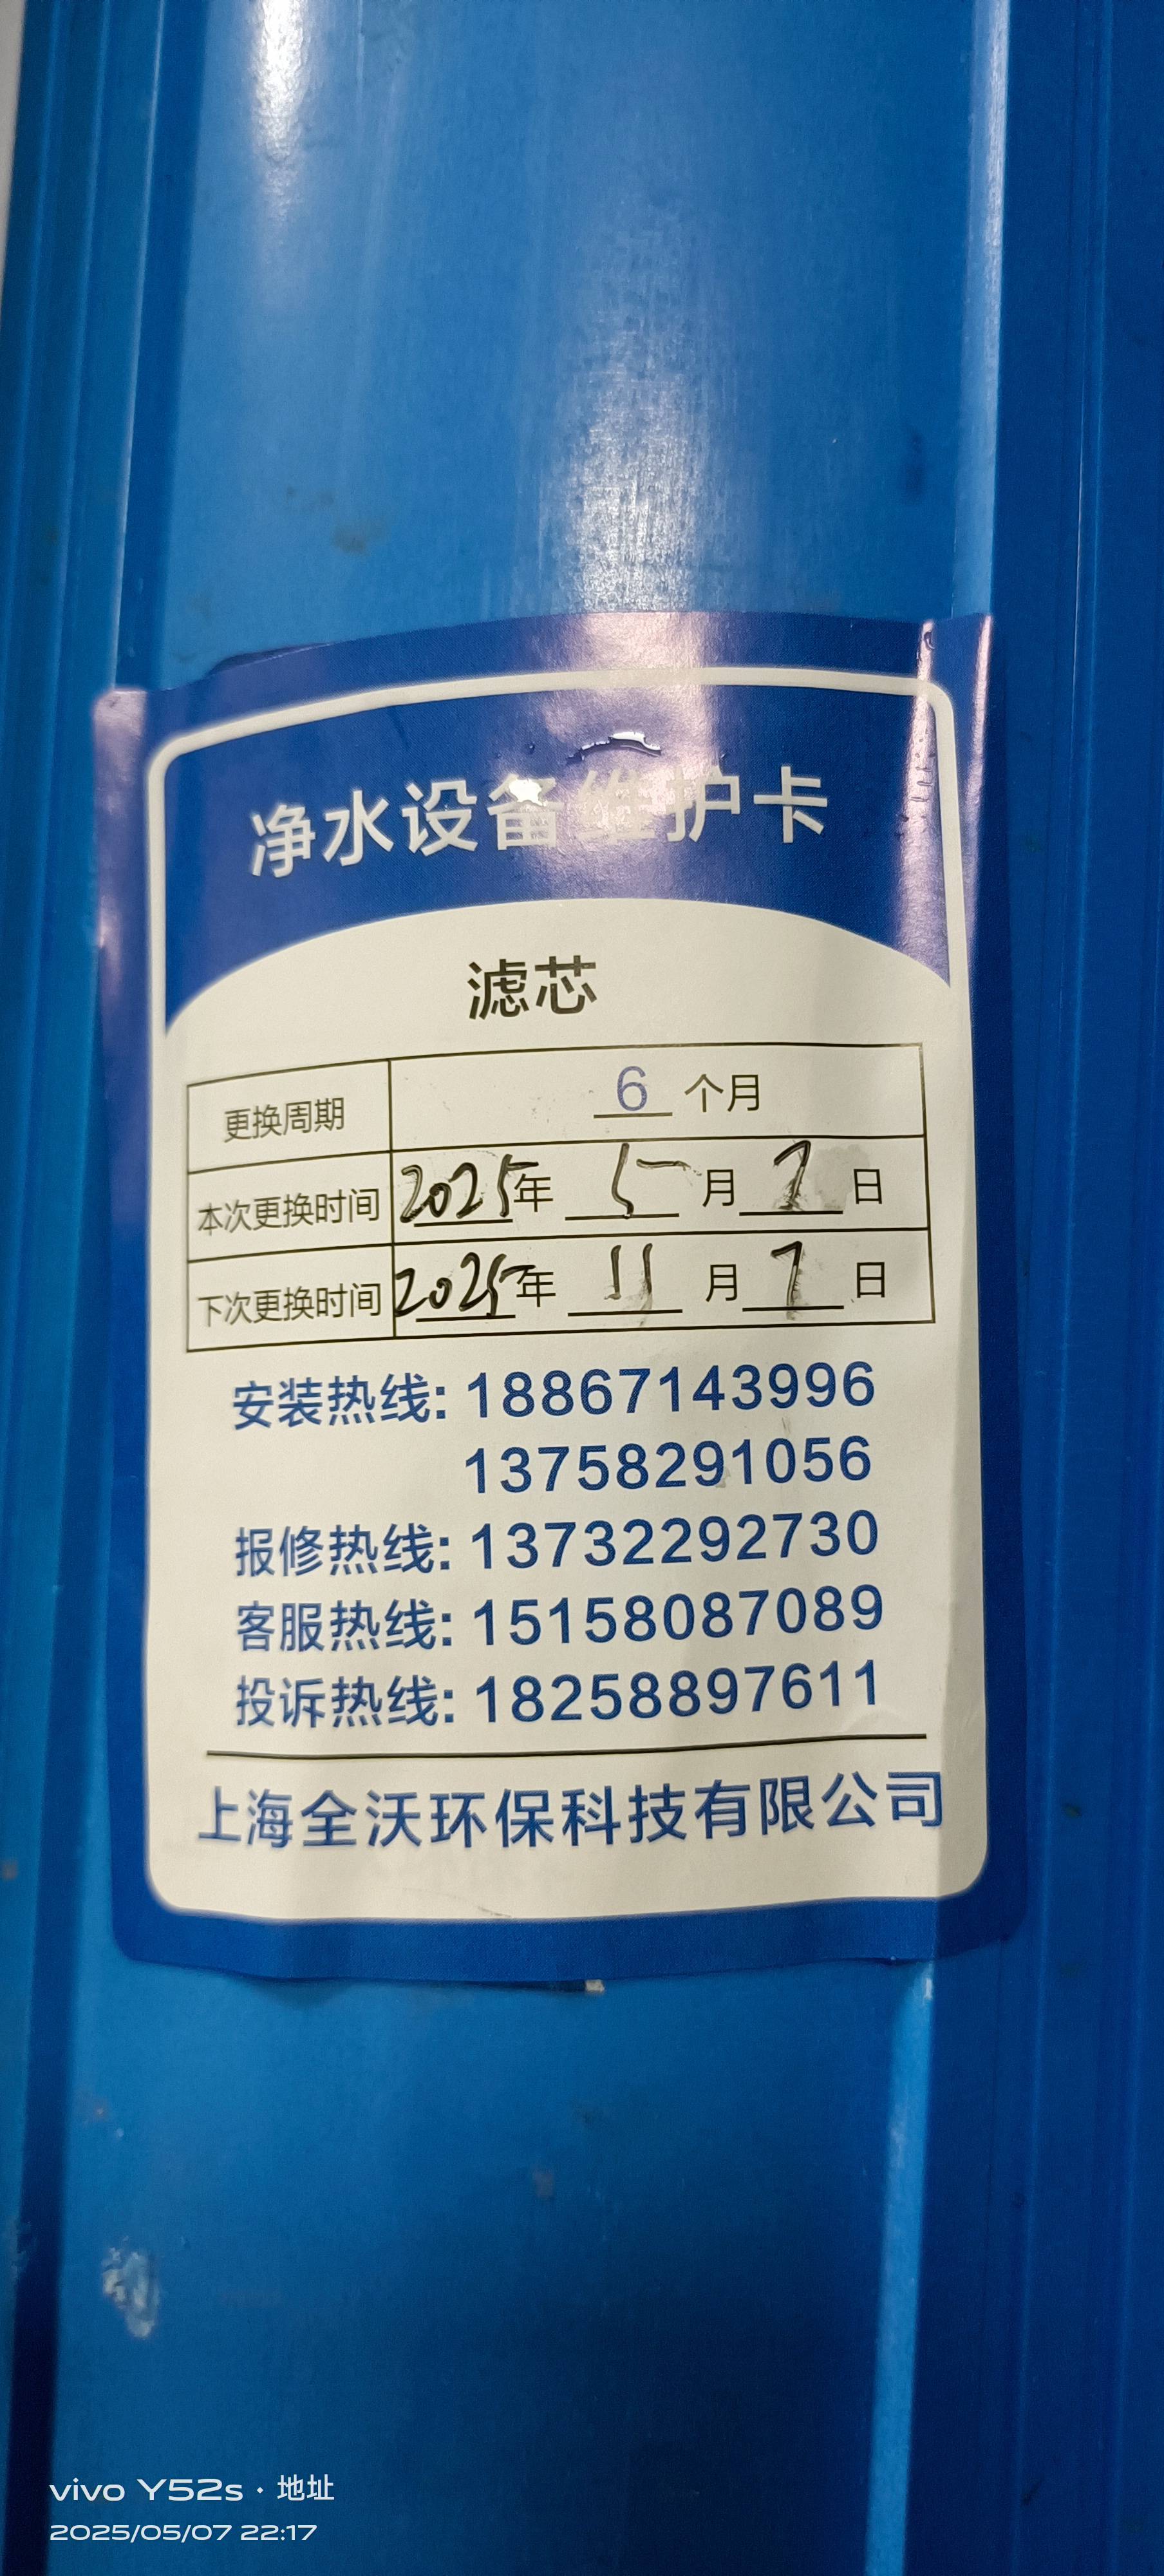 净水设备维护卡
滤芯
更换周期 6 个月
本次更换时间 2025年 5 月 7 日
下次更换时间 2025年 11 月 7 日
安装热线: 18867143996
13758291056
报修热线: 13732292730
客服热线: 15158087089
投诉热线: 18258897611
上海全沃环保科技有限公司
vivo Y52s · 地址
2025/05/07 22:17